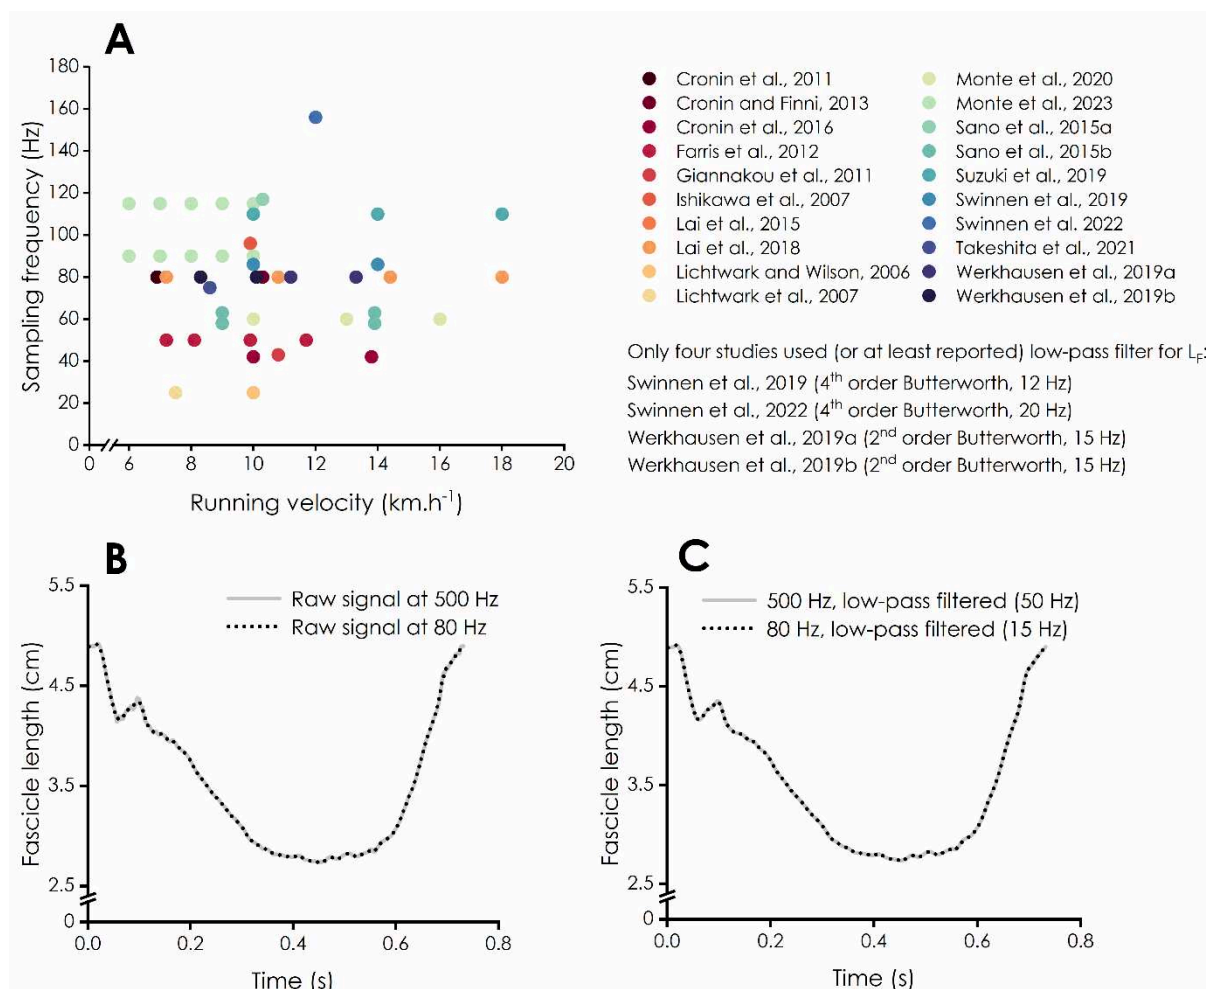 A
Sampling frequency (Hz)
180
160
140
120
100
80
60
40
20
0
0 6 8 10 12 14 16 18 20
Running velocity (km.h⁻¹)
Cronin et al., 2011
Cronin and Finni, 2013
Cronin et al., 2016
Farris et al., 2012
Giannakou et al., 2011
Ishikawa et al., 2007
Lai et al., 2015
Lai et al., 2018
Lichtwark and Wilson, 2006
Lichtwark et al., 2007
Monte et al., 2020
Monte et al., 2023
Sano et al., 2015a
Sano et al., 2015b
Suzuki et al., 2019
Swinnen et al., 2019
Swinnen et al. 2022
Takeshita et al., 2021
Werkhausen et al., 2019a
Werkhausen et al., 2019b
Only four studies used (or at least reported) low-pass filter for L_F:
Swinnen et al., 2019 (4th order Butterworth, 12 Hz)
Swinnen et al., 2022 (4th order Butterworth, 20 Hz)
Werkhausen et al., 2019a (2nd order Butterworth, 15 Hz)
Werkhausen et al., 2019b (2nd order Butterworth, 15 Hz)
B
Raw signal at 500 Hz
Raw signal at 80 Hz
Fascicle length (cm)
5.5
4.5
3.5
2.5
0
0.0 0.2 0.4 0.6 0.8
Time (s)
C
500 Hz, low-pass filtered (50 Hz)
80 Hz, low-pass filtered (15 Hz)
Fascicle length (cm)
5.5
4.5
3.5
2.5
0
0.0 0.2 0.4 0.6 0.8
Time (s)